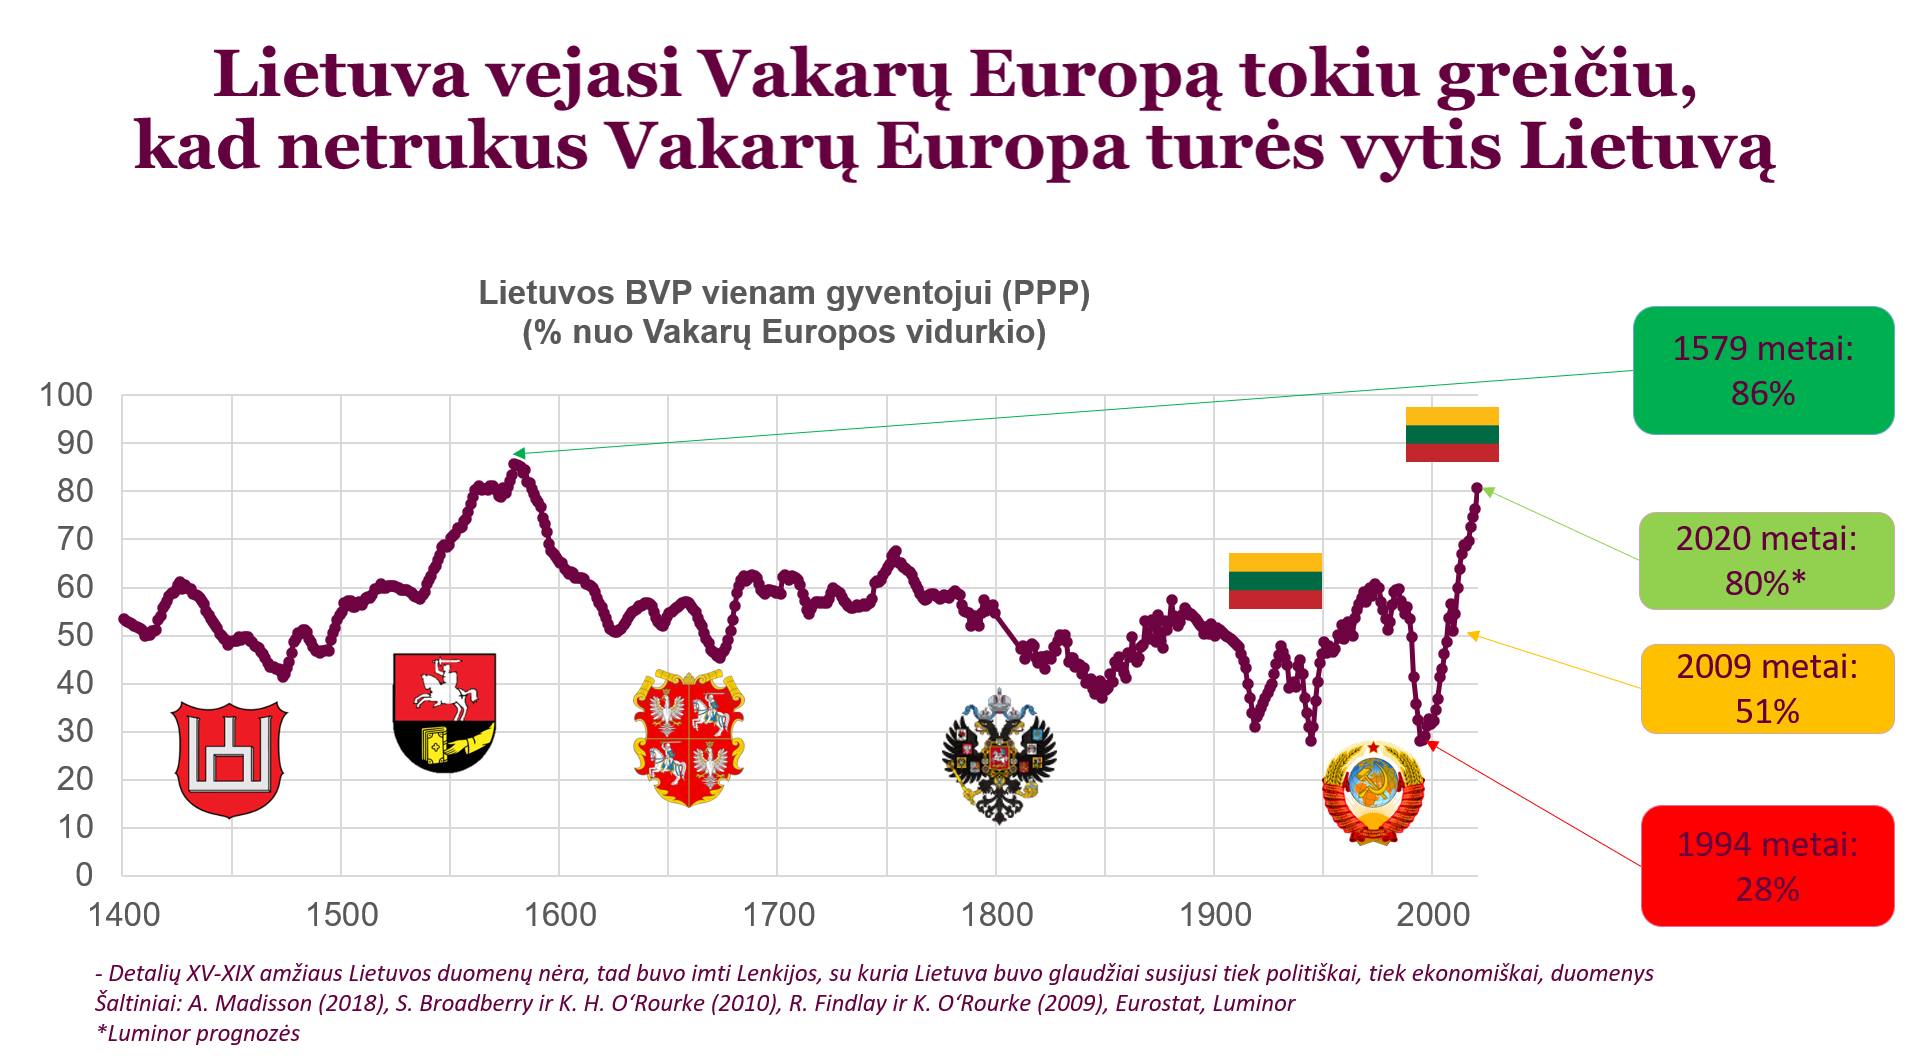 Lietuva vejasi Vakarų Europą tokiu greičiu,
kad netrukus Vakarų Europa turės vytis Lietuvą
Lietuvos BVP vienam gyventojui (PPP)
(% nuo Vakarų Europos vidurkio)
100
90
80
70
60
50
40
30
20
10
0
1400
1500
1600
1700
1800
1900
2000
1579 metai:
86%
2020 metai:
80%*
2009 metai:
51%
1994 metai:
28%
- Detalių XV-XIX amžiaus Lietuvos duomenų nėra, tad buvo imti Lenkijos, su kuria Lietuva buvo glaudžiai susijusi tiek politiškai, tiek ekonomiškai, duomenys
Šaltiniai: A. Madisson (2018), S. Broadberry ir K. H. O‘Rourke (2010), R. Findlay ir K. O‘Rourke (2009), Eurostat, Luminor
*Luminor prognozės